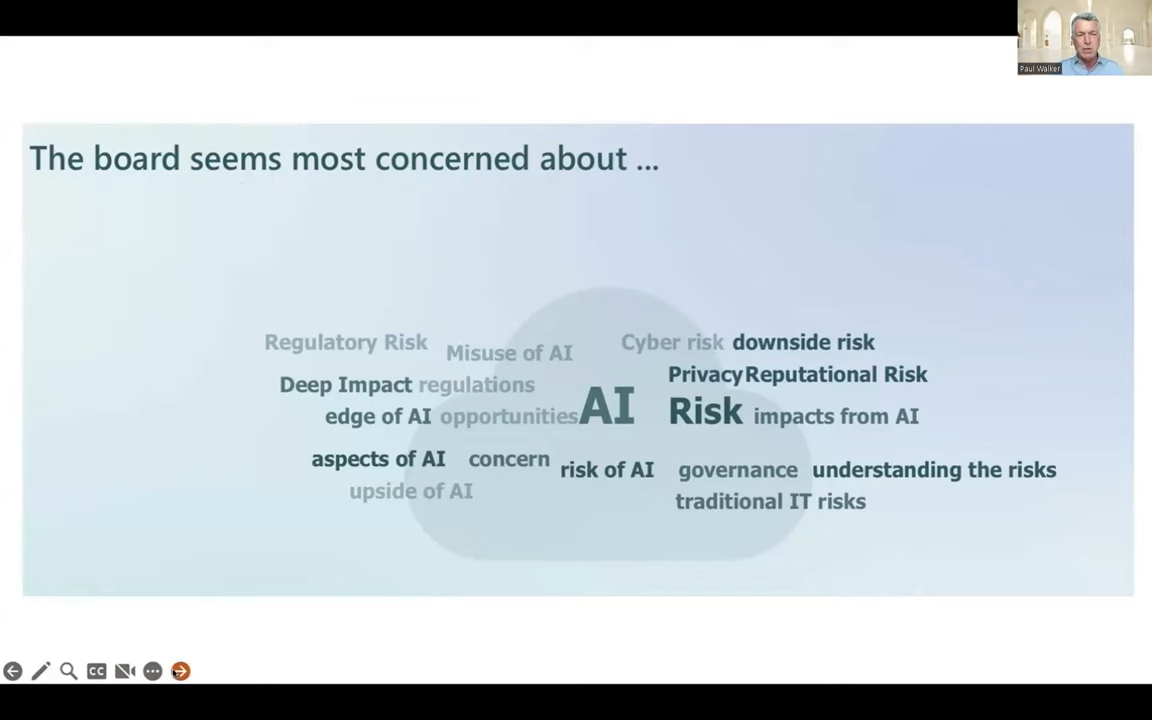 Paul Walker
The board seems most concerned about ...
Regulatory Risk
Misuse of AI
Cyber risk
downside risk
Deep Impact
regulations
Privacy
Reputational Risk
edge of AI
opportunities
AI
Risk
impacts from AI
aspects of AI
concern
risk of AI
governance
understanding the risks
upside of AI
traditional IT risks
CC